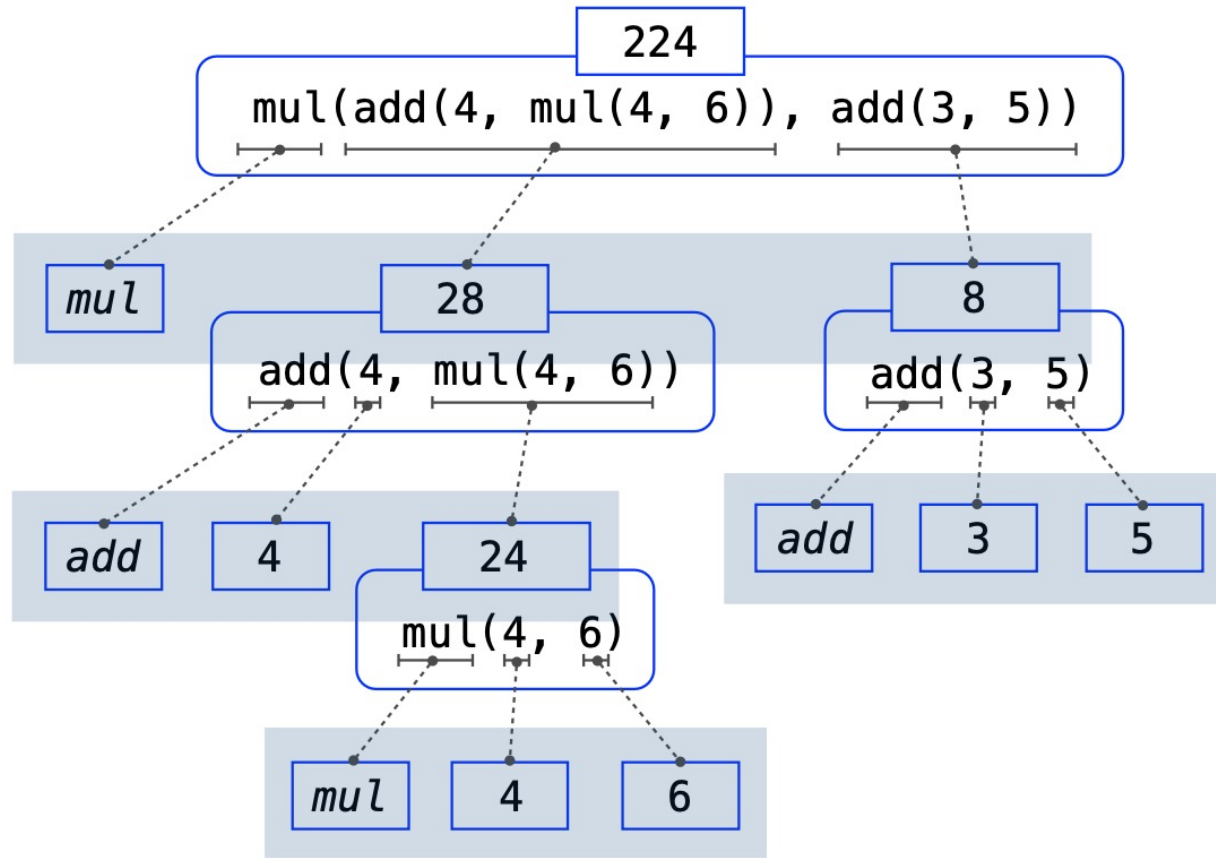 224
mul(add(4, mul(4, 6)), add(3, 5))
mul
28
8
add(4, mul(4, 6))
add(3, 5)
add
4
24
add
3
5
mul(4, 6)
mul
4
6